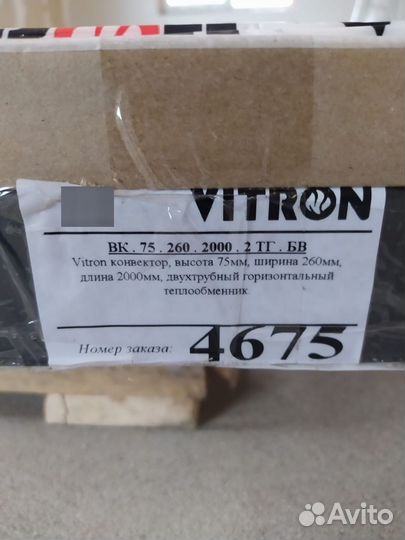 VITRON
ВК . 75 . 260 . 2000 . 2 ТГ . БВ
Vitron конвектор, высота 75мм, ширина 260мм,
длина 2000мм, двухтрубный горизонтальный
теплообменник
Номер заказа: 4675
Avito